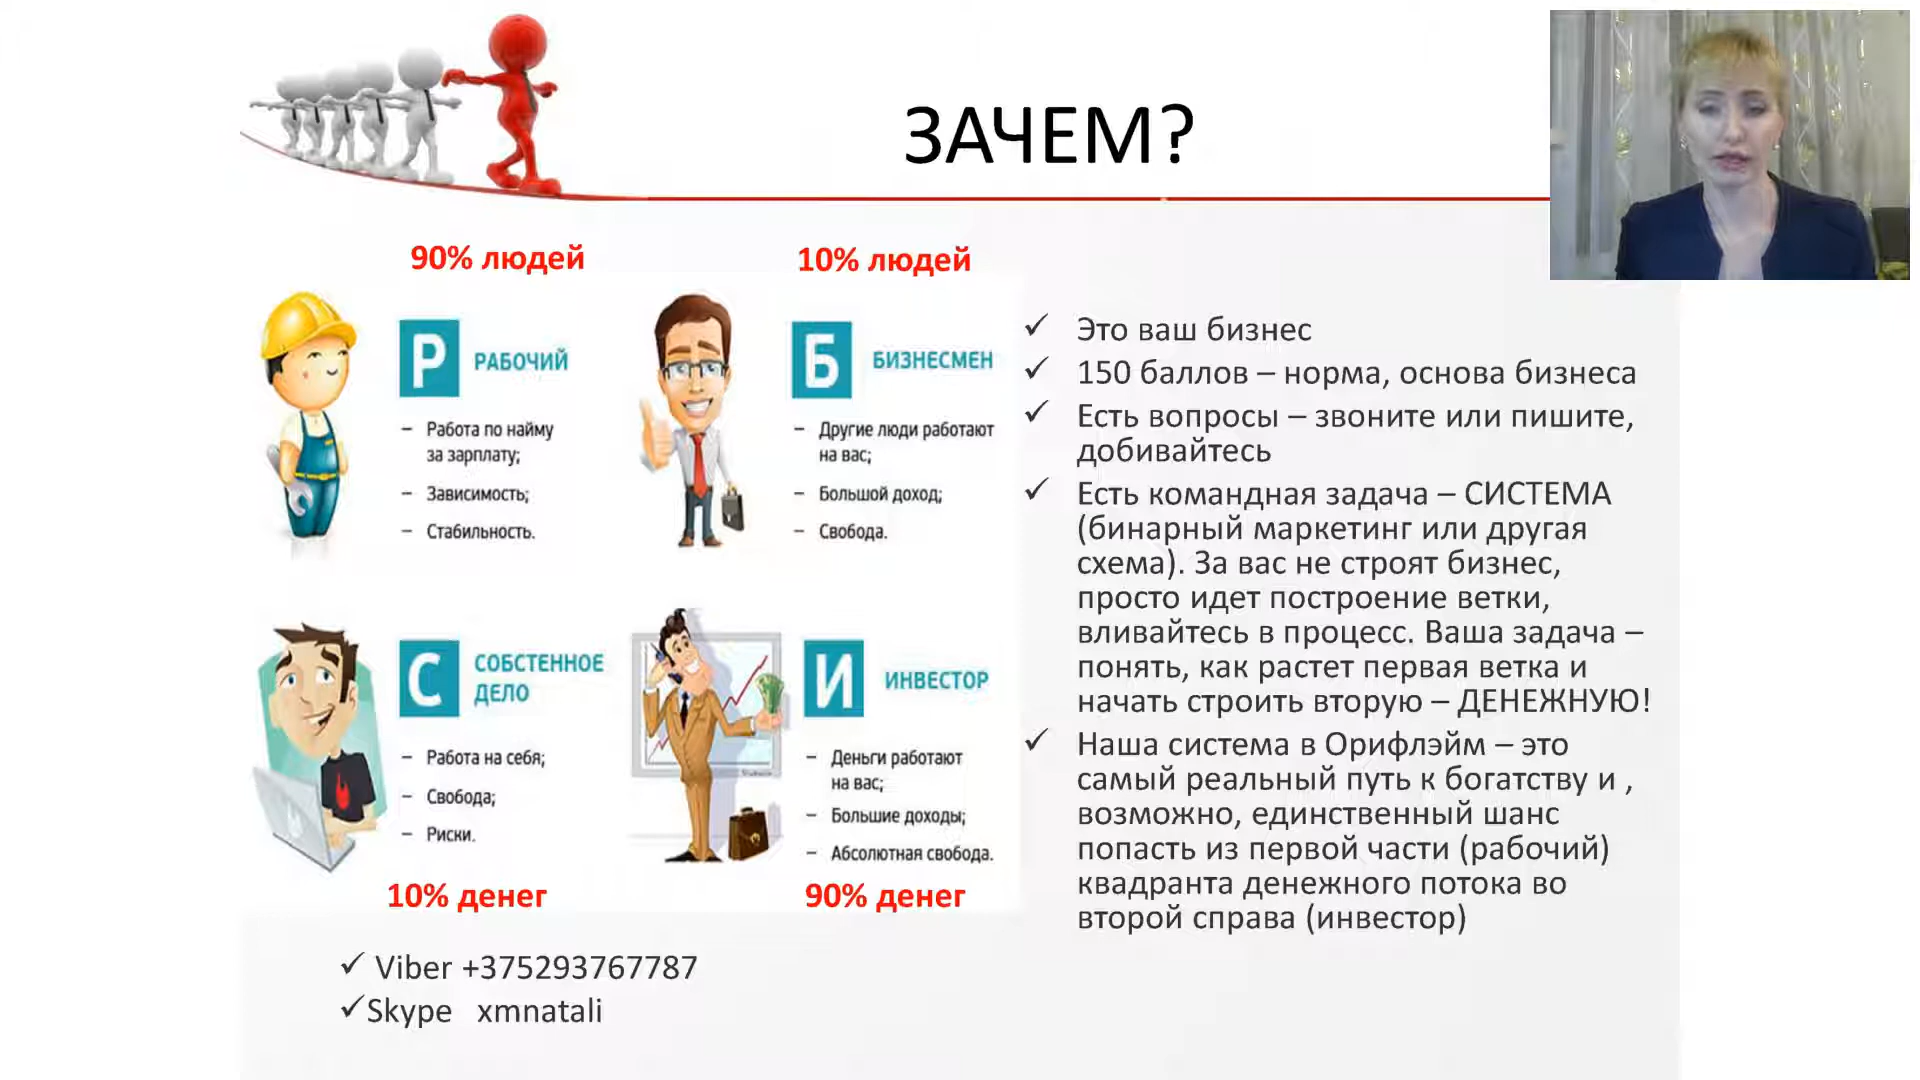 ЗАЧЕМ?
90% людей
10% людей
Р
РАБОЧИЙ
– Работа по найму
за зарплату;
– Зависимость;
– Стабильность.
Б
БИЗНЕСМЕН
– Другие люди работают
на вас;
– Большой доход;
– Свобода.
С
СОБСТЕННОЕ
ДЕЛО
– Работа на себя;
– Свобода;
– Риски.
И
ИНВЕСТОР
– Деньги работают
на вас;
– Большие доходы;
– Абсолютная свобода.
10% денег
90% денег
✓ Это ваш бизнес
✓ 150 баллов – норма, основа бизнеса
✓ Есть вопросы – звоните или пишите,
добивайтесь
✓ Есть командная задача – СИСТЕМА
(бинарный маркетинг или другая
схема). За вас не строят бизнес,
просто идет построение ветки,
вливайтесь в процесс. Ваша задача –
понять, как растет первая ветка и
начать строить вторую – ДЕНЕЖНУЮ!
✓ Наша система в Орифлэйм – это
самый реальный путь к богатству и ,
возможно, единственный шанс
попасть из первой части (рабочий)
квадранта денежного потока во
второй справа (инвестор)
✓ Viber +375293767787
✓ Skype xmnatali